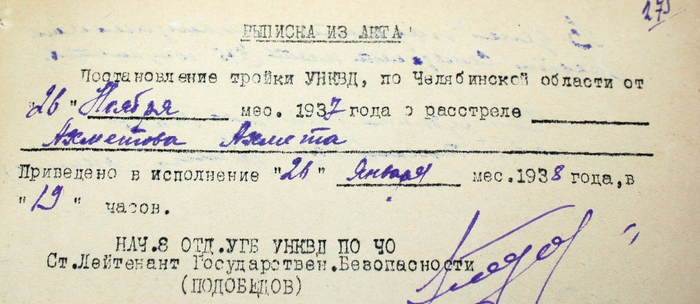 273
ВЫПИСКА ИЗ АКТА
Постановление тройки УНКВД, по Челябинской области от
"26" Ноября мес. 1937 года о расстреле
Ахметова Ахмета
Приведено в исполнение "26" Января мес. 1938 года, в
"19" часов.
НАЧ.8 ОТД.УГБ УНКВД ПО ЧО
Ст.Лейтенант Государствен.Безопасности
(ПОДОБЕДОВ)